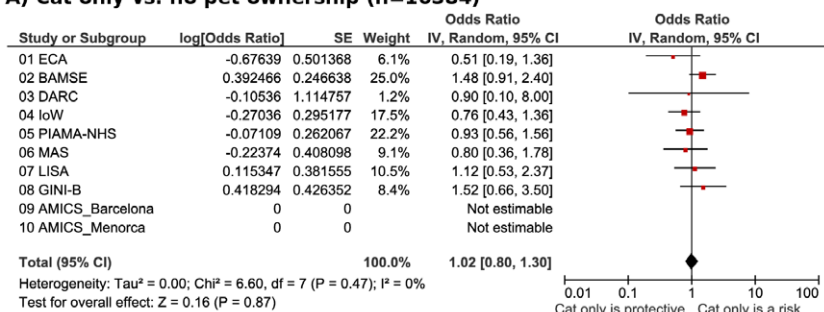 A) Cat only vs. no pet ownership (n=10584)
Odds Ratio Odds Ratio
Study or Subgroup log[Odds Ratio] SE Weight IV, Random, 95% CI IV, Random, 95% CI
01 ECA -0.67639 0.501368 6.1% 0.51 [0.19, 1.36]
02 BAMSE 0.392466 0.246638 25.0% 1.48 [0.91, 2.40]
03 DARC -0.10536 1.114757 1.2% 0.90 [0.10, 8.00]
04 IoW -0.27036 0.295177 17.5% 0.76 [0.43, 1.36]
05 PIAMA-NHS -0.07109 0.262067 22.2% 0.93 [0.56, 1.56]
06 MAS -0.22374 0.408098 9.1% 0.80 [0.36, 1.78]
07 LISA 0.115347 0.381555 10.5% 1.12 [0.53, 2.37]
08 GINI-B 0.418294 0.426352 8.4% 1.52 [0.66, 3.50]
09 AMICS_Barcelona 0 0 Not estimable
10 AMICS_Menorca 0 0 Not estimable
Total (95% CI) 100.0% 1.02 [0.80, 1.30]
Heterogeneity: Tau² = 0.00; Chi² = 6.60, df = 7 (P = 0.47); I² = 0%
Test for overall effect: Z = 0.16 (P = 0.87)
0.01 0.1 1 10 100
Cat only is protective Cat only is a risk